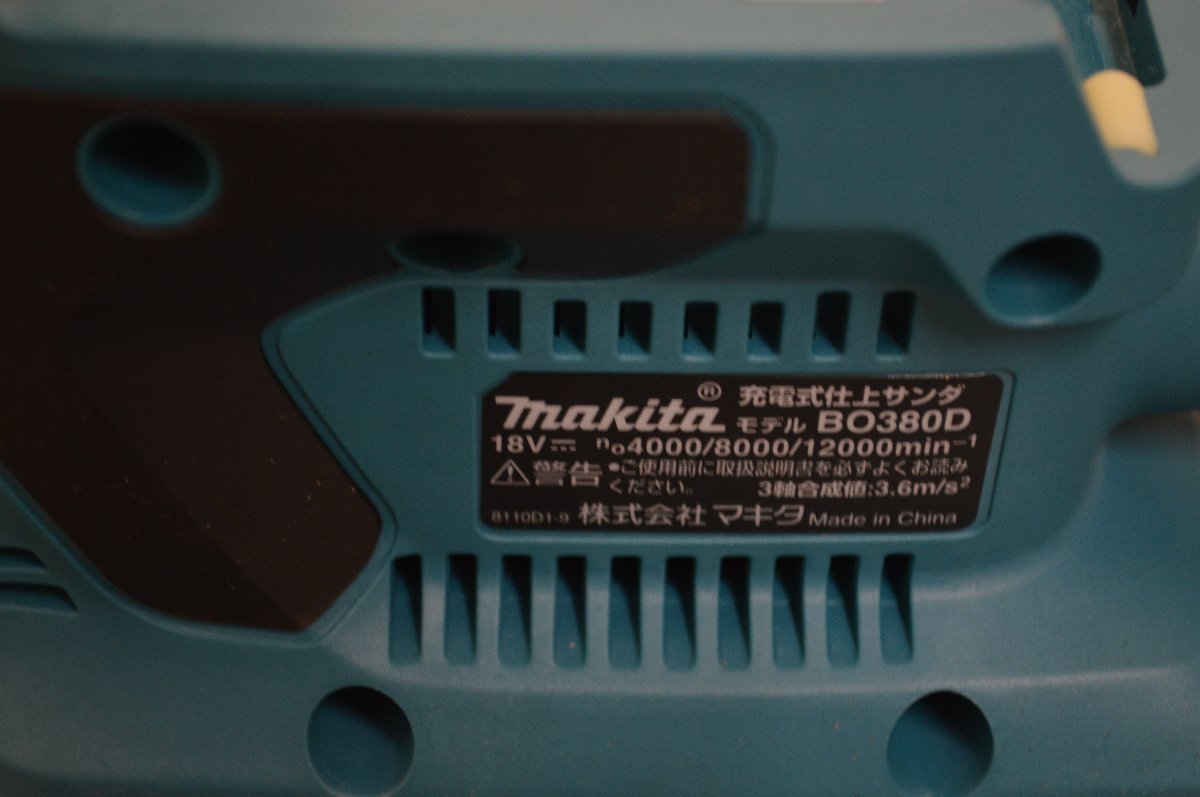 makita® 充電式仕上サンダ
モデル BO380D
18V⎓ n₀4000/8000/12000min⁻¹
⚠警告 •ご使用前に取扱説明書を必ずよくお読み
ください。 3軸合成値:3.6m/s²
8110D1-9 株式会社 マキタ Made in China